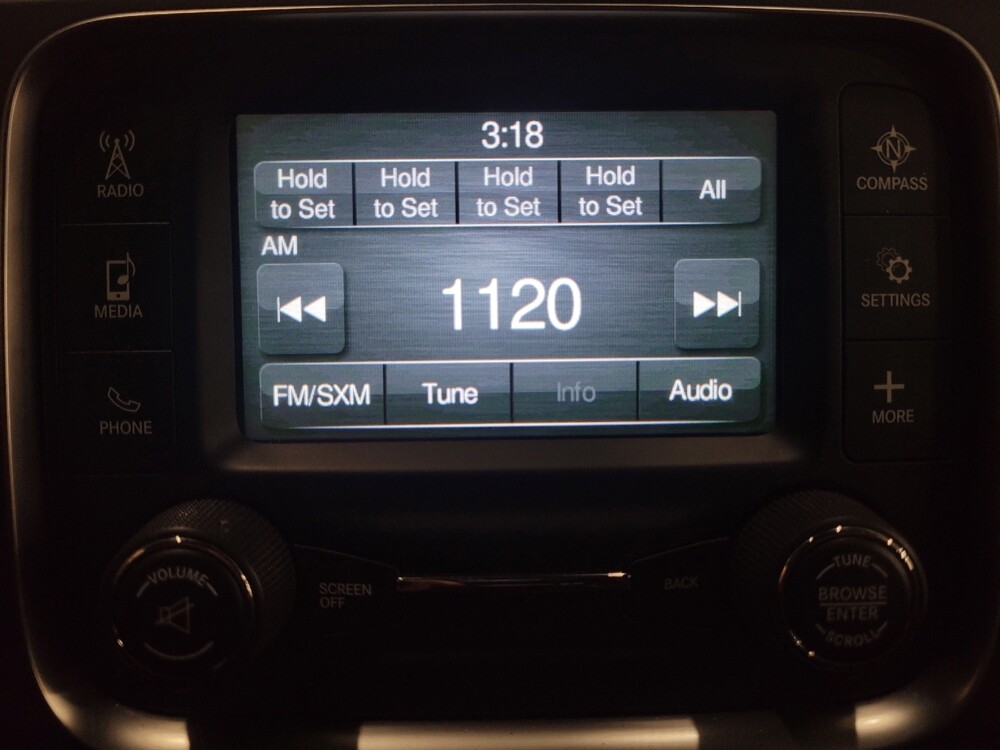 3:18
Hold to Set
Hold to Set
Hold to Set
Hold to Set
All
AM
1120
FM/SXM
Tune
Info
Audio
RADIO
MEDIA
PHONE
N
COMPASS
SETTINGS
MORE
VOLUME
SCREEN
OFF
BACK
TUNE
BROWSE
ENTER
SCROLL